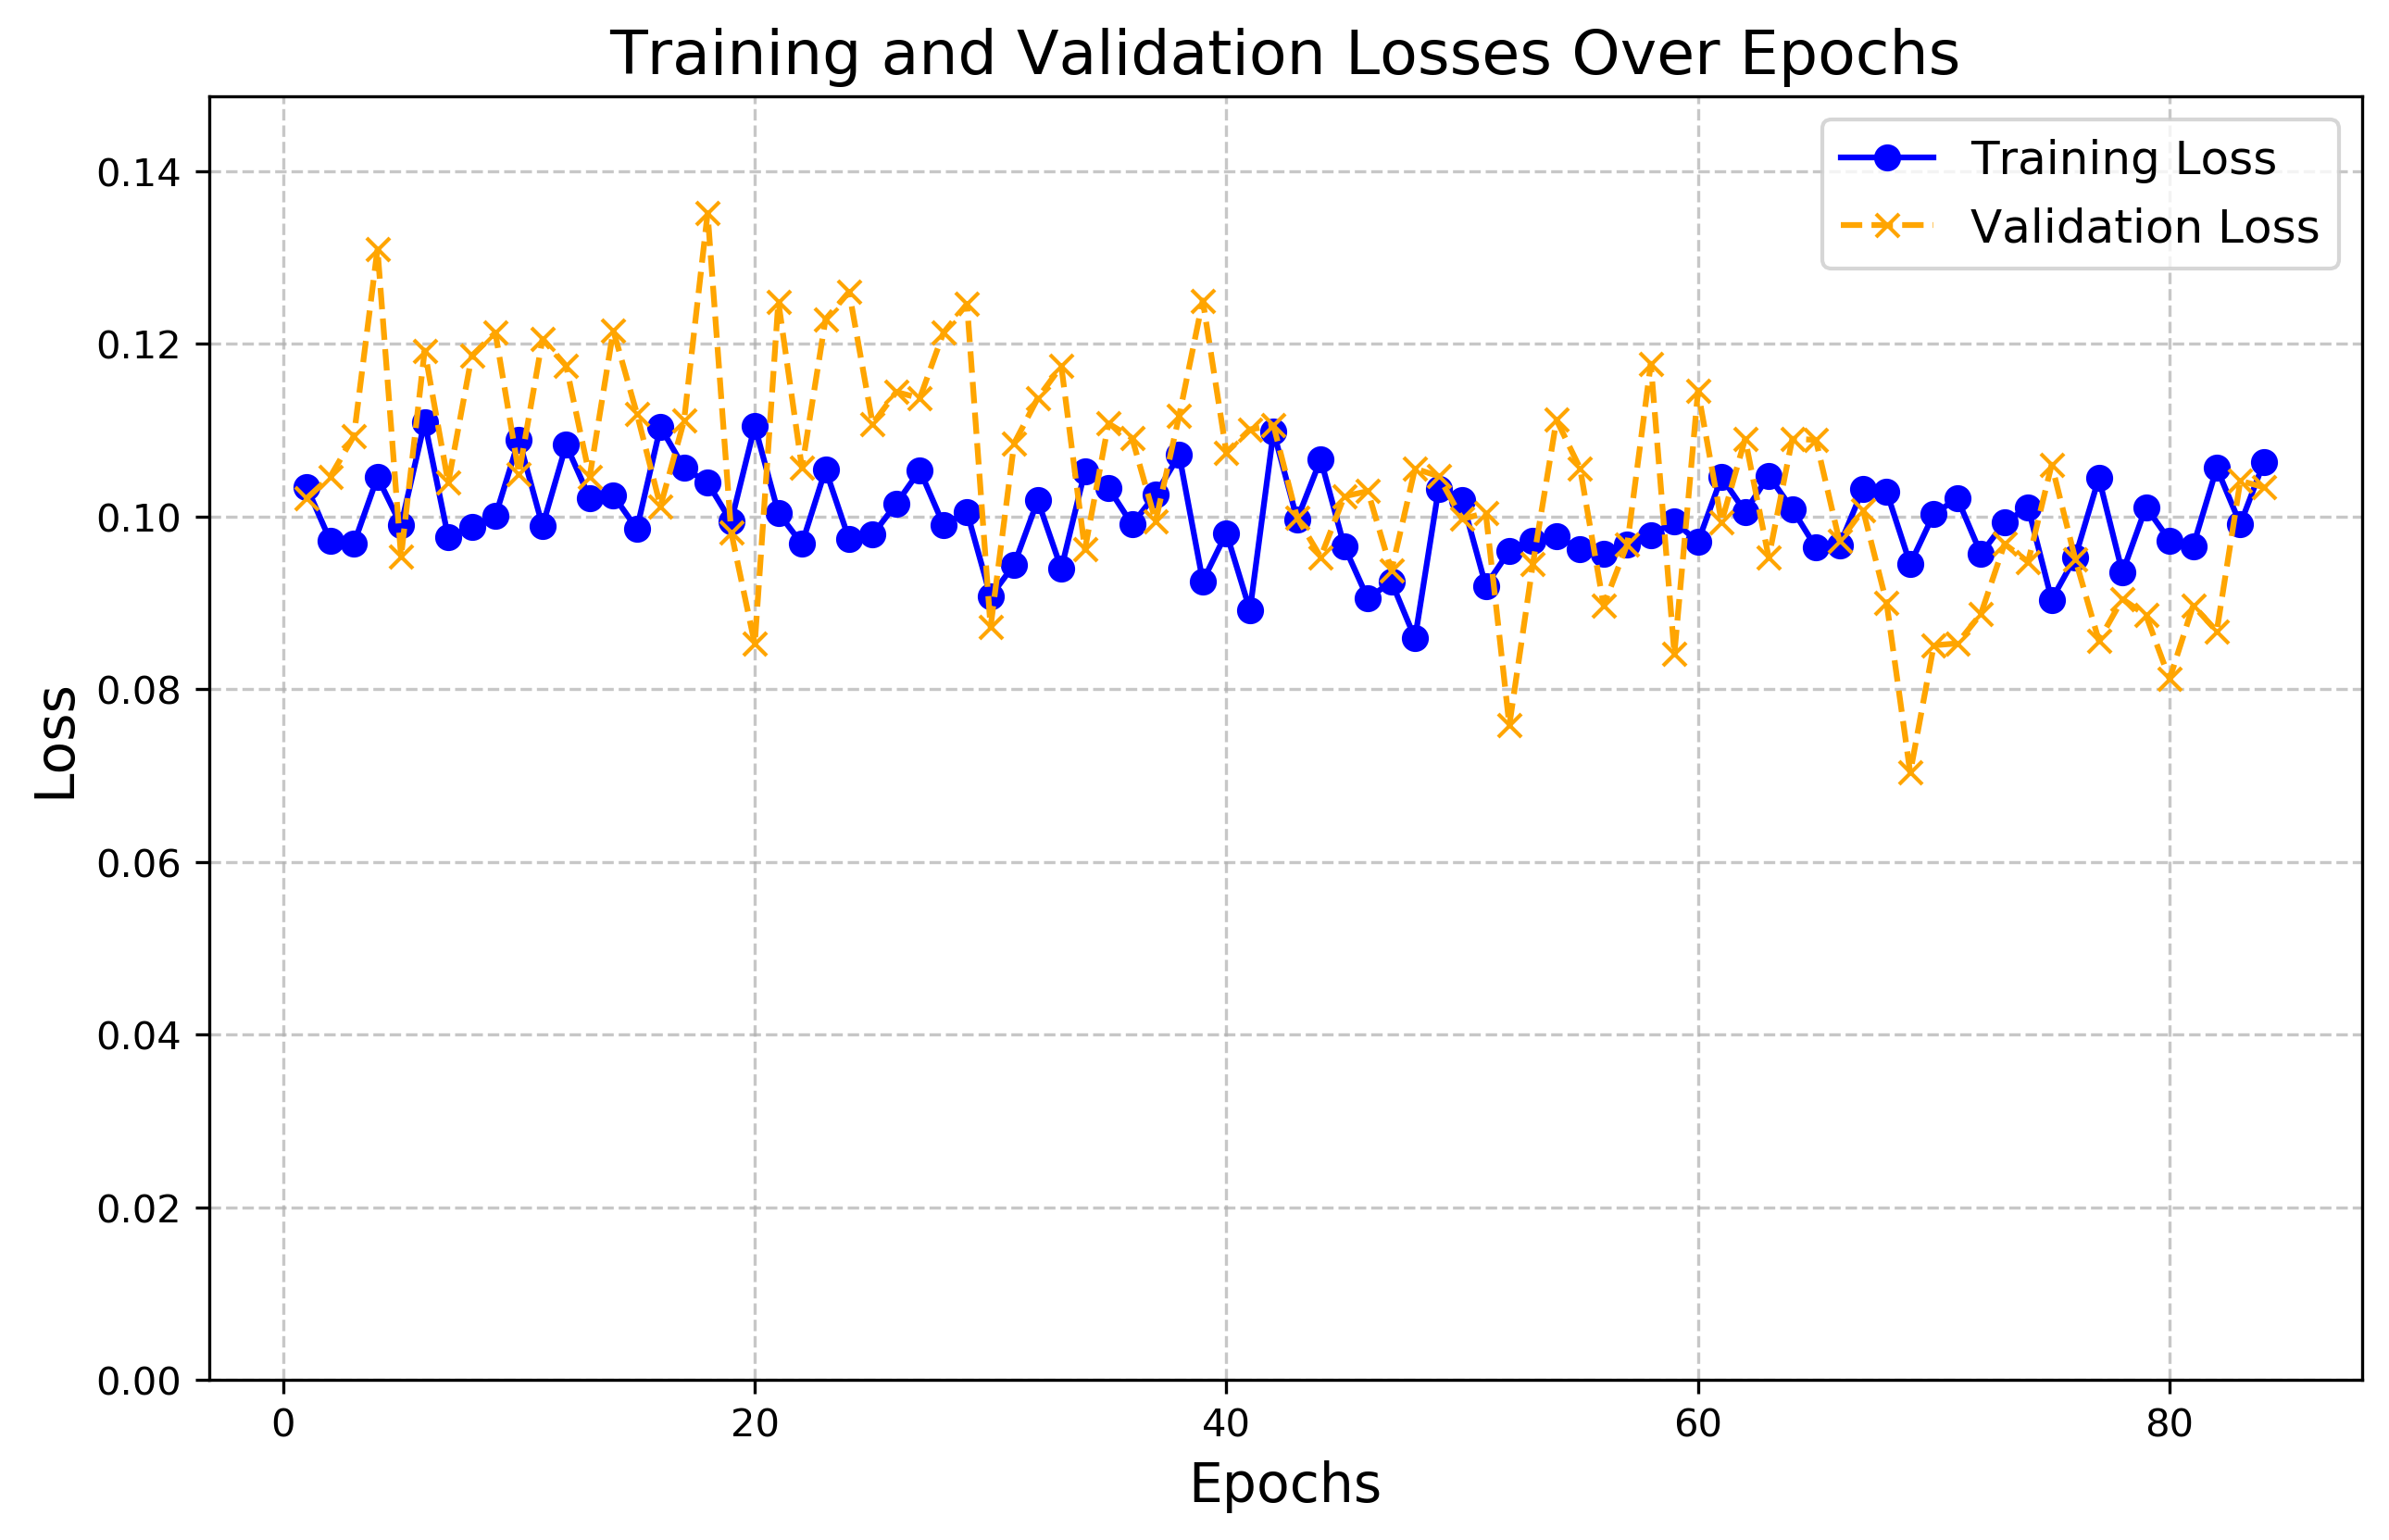 Training and Validation Losses Over Epochs
Training Loss
Validation Loss
0.14
0.12
0.10
0.08
0.06
0.04
0.02
0.00
Loss
0 20 40 60 80
Epochs